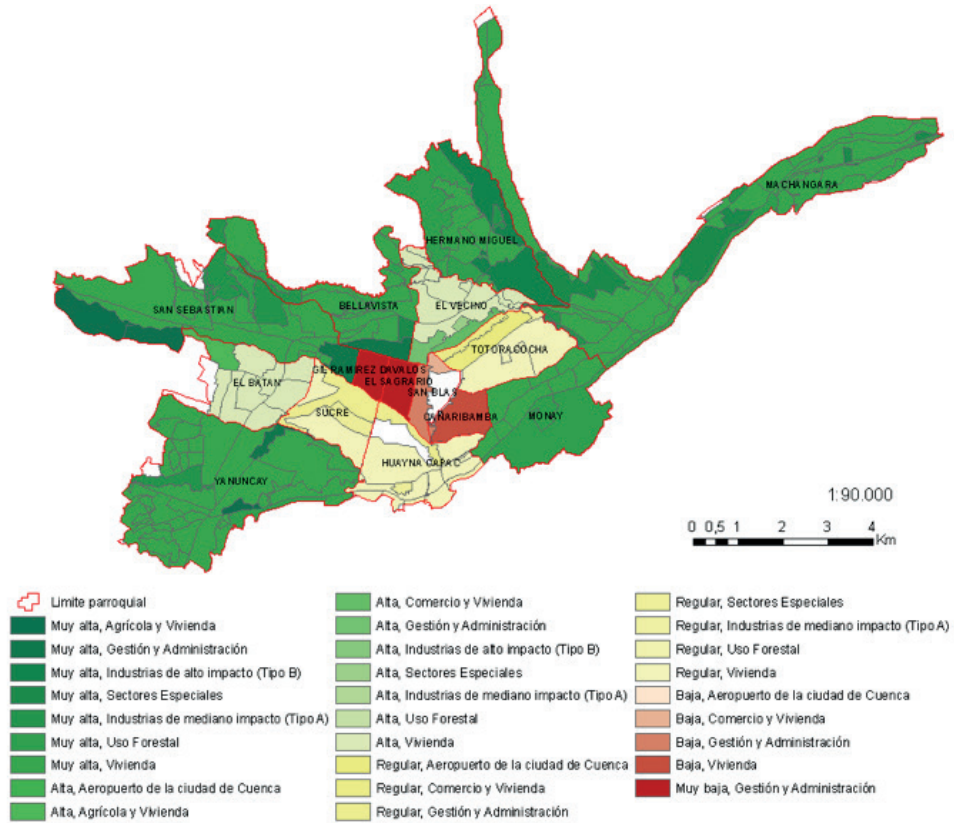 MACHANGARA
HERMANO MIGUEL
SAN SEBASTIAN
BELLAVISTA
EL VECINO
TOTORACOCHA
GIL RAMIREZ DAVALOS
EL SAGRARIO
EL BATAN
SAN BLAS
SUCRE
CAÑARIBAMBA
MONAY
HUAYNA CAPAC
YANUNCAY
1:90.000
0 0,5 1 2 3 4
Km
Limite parroquial
Muy alta, Agrícola y Vivienda
Muy alta, Gestión y Administración
Muy alta, Industrias de alto impacto (Tipo B)
Muy alta, Sectores Especiales
Muy alta, Industrias de mediano impacto (Tipo A)
Muy alta, Uso Forestal
Muy alta, Vivienda
Alta, Aeropuerto de la ciudad de Cuenca
Alta, Agrícola y Vivienda
Alta, Comercio y Vivienda
Alta, Gestión y Administración
Alta, Industrias de alto impacto (Tipo B)
Alta, Sectores Especiales
Alta, Industrias de mediano impacto (Tipo A)
Alta, Uso Forestal
Alta, Vivienda
Regular, Aeropuerto de la ciudad de Cuenca
Regular, Comercio y Vivienda
Regular, Gestión y Administración
Regular, Sectores Especiales
Regular, Industrias de mediano impacto (Tipo A)
Regular, Uso Forestal
Regular, Vivienda
Baja, Aeropuerto de la ciudad de Cuenca
Baja, Comercio y Vivienda
Baja, Gestión y Administración
Baja, Vivienda
Muy baja, Gestión y Administración